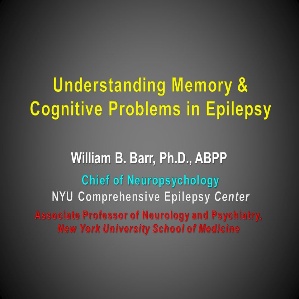 Understanding Memory &
Cognitive Problems in Epilepsy
William B. Barr, Ph.D., ABPP
Chief of Neuropsychology
NYU Comprehensive Epilepsy Center
Associate Professor of Neurology and Psychiatry,
New York University School of Medicine